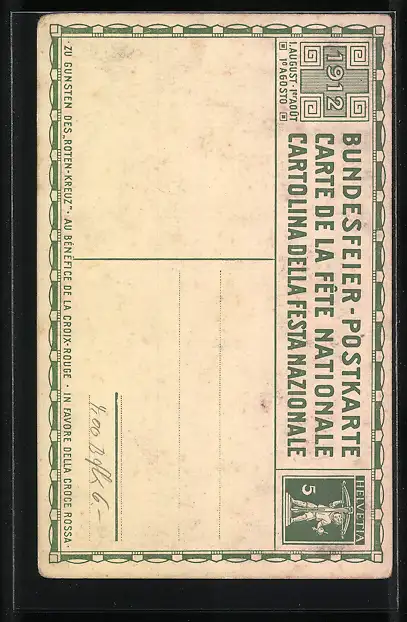 1912
1. AUGUST · 1er AOÛT
1º AGOSTO
BUNDESFEIER-POSTKARTE
CARTE DE LA FÊTE NATIONALE
CARTOLINA DELLA FESTA NAZIONALE
HELVETIA
5
ZU GUNSTEN DES „ROTEN-KREUZ“ · AU BÉNÉFICE DE LA CROIX-ROUGE · IN FAVORE DELLA CROCE ROSSA ·